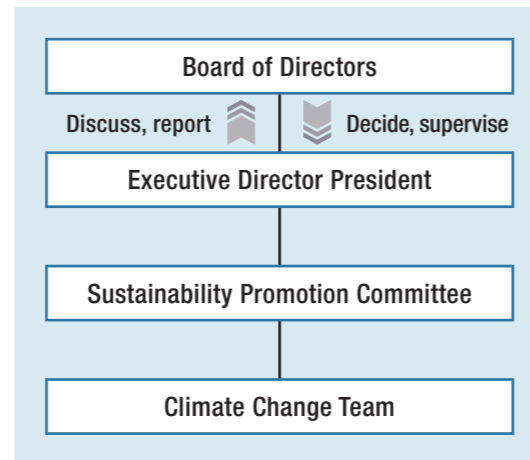 Board of Directors
Discuss, report
Decide, supervise
Executive Director President
Sustainability Promotion Committee
Climate Change Team